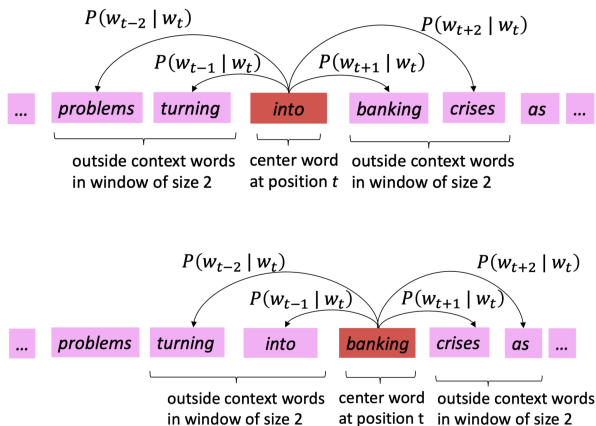 P(w_{t-2} | w_t) P(w_{t+2} | w_t)
P(w_{t-1} | w_t) P(w_{t+1} | w_t)
... problems turning into banking crises as ...
outside context words center word outside context words
in window of size 2 at position t in window of size 2
P(w_{t-2} | w_t) P(w_{t+2} | w_t)
P(w_{t-1} | w_t) P(w_{t+1} | w_t)
... problems turning into banking crises as ...
outside context words center word outside context words
in window of size 2 at position t in window of size 2